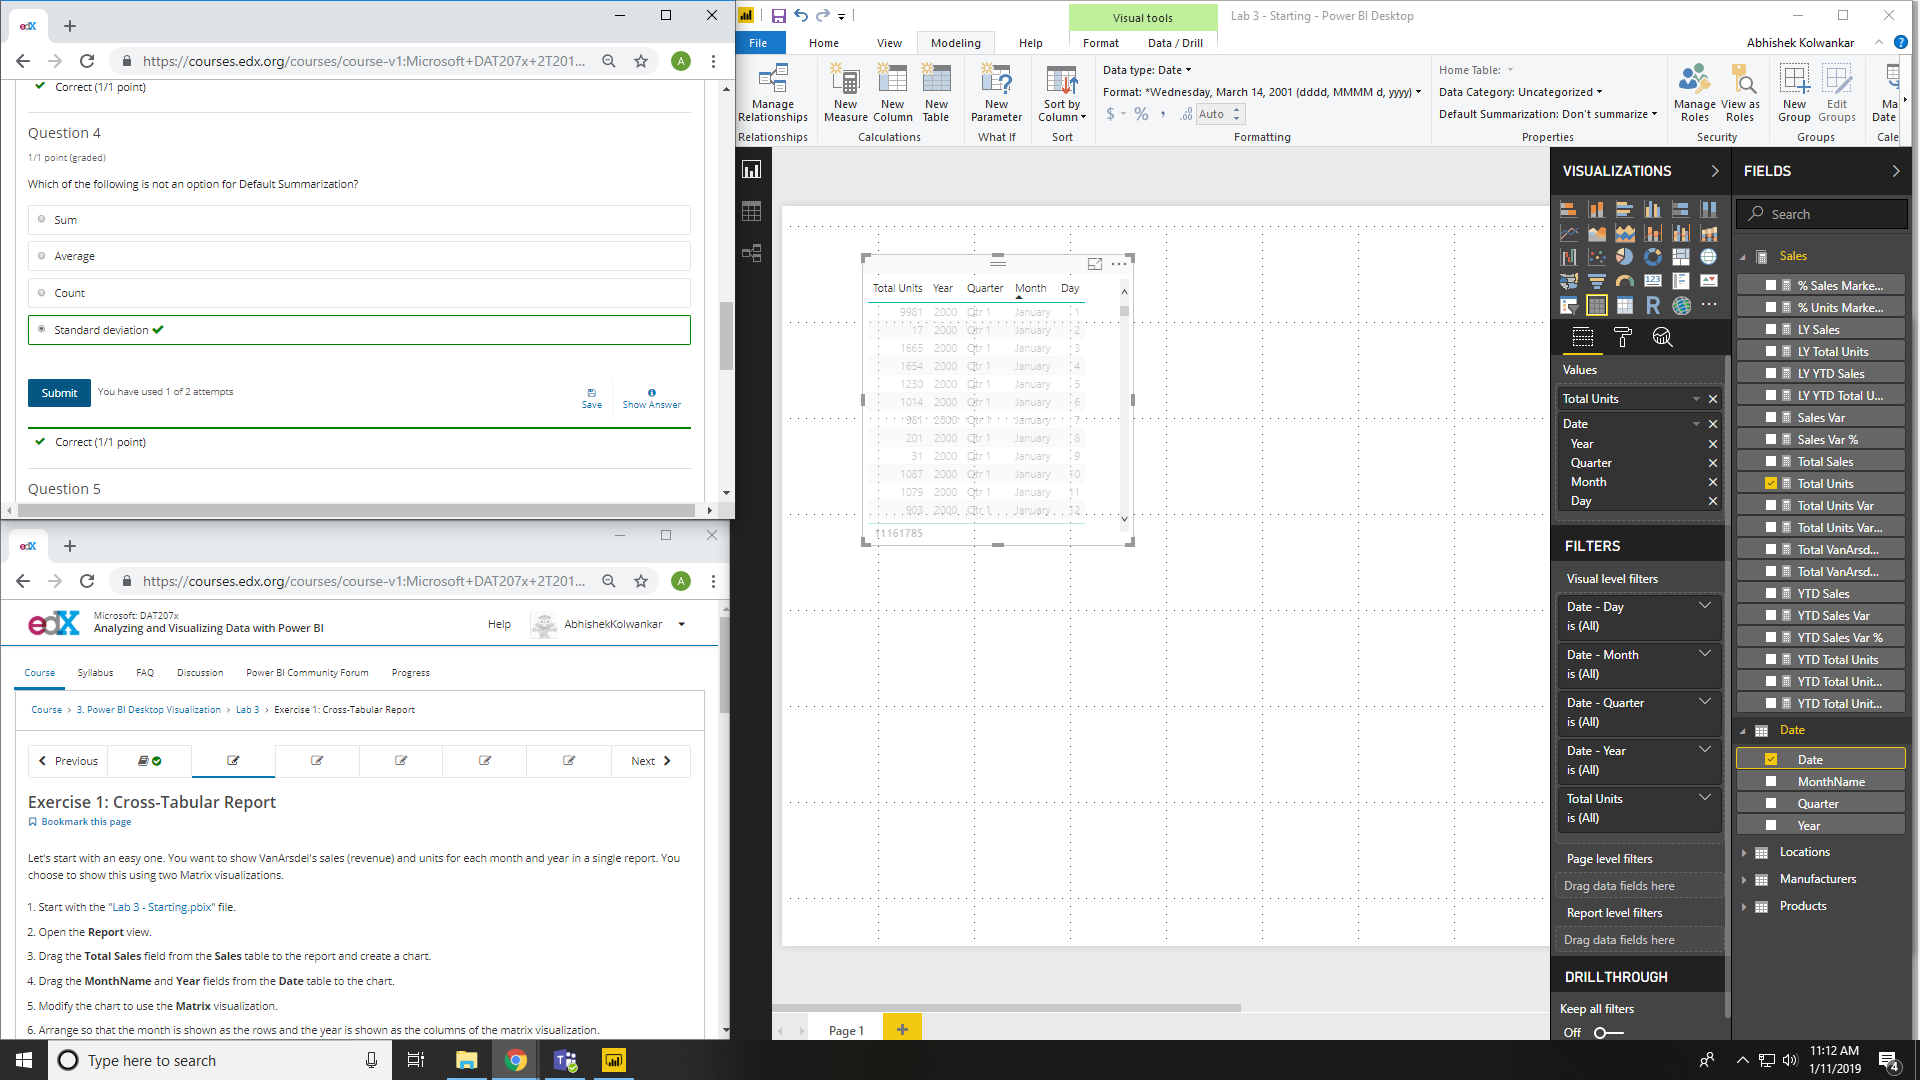 edX
https://courses.edx.org/courses/course-v1:Microsoft+DAT207x+2T201...
A
Correct (1/1 point)
Question 4
1/1 point (graded)
Which of the following is not an option for Default Summarization?
Sum
Average
Count
Standard deviation
Submit
You have used 1 of 2 attempts
Save
Show Answer
Correct (1/1 point)
Question 5
edX
https://courses.edx.org/courses/course-v1:Microsoft+DAT207x+2T201...
A
edX
Microsoft: DAT207x
Analyzing and Visualizing Data with Power BI
Help
AbhishekKolwankar
Course
Syllabus
FAQ
Discussion
Power BI Community Forum
Progress
Course > 3. Power BI Desktop Visualization > Lab 3 > Exercise 1: Cross-Tabular Report
Previous
Next
Exercise 1: Cross-Tabular Report
Bookmark this page
Let's start with an easy one. You want to show VanArsdel's sales (revenue) and units for each month and year in a single report. You
choose to show this using two Matrix visualizations.
1. Start with the "Lab 3 - Starting.pbix" file.
2. Open the Report view.
3. Drag the Total Sales field from the Sales table to the report and create a chart.
4. Drag the MonthName and Year fields from the Date table to the chart.
5. Modify the chart to use the Matrix visualization.
6. Arrange so that the month is shown as the rows and the year is shown as the columns of the matrix visualization.
Visual tools
Lab 3 - Starting - Power BI Desktop
File
Home
View
Modeling
Help
Format
Data / Drill
Abhishek Kolwankar
?
Manage
Relationships
Relationships
New
Measure
New
Column
New
Table
Calculations
New
Parameter
What If
Sort by
Column
Sort
Data type: Date
Format: *Wednesday, March 14, 2001 (dddd, MMMM d, yyyy)
$ % , .00 Auto
Formatting
Home Table:
Data Category: Uncategorized
Default Summarization: Don't summarize
Properties
Manage
Roles
View as
Roles
Security
New
Group
Edit
Groups
Groups
Ma
Date
Cale
Total Units Year Quarter Month Day
9981 2000 Qtr 1 January 1
17 2000 Qtr 1 January 2
1665 2000 Qtr 1 January 3
1654 2000 Qtr 1 January 4
1230 2000 Qtr 1 January 5
1014 2000 Qtr 1 January 6
981 2000 Qtr 1 January 7
201 2000 Qtr 1 January 8
31 2000 Qtr 1 January 9
1087 2000 Qtr 1 January 10
1079 2000 Qtr 1 January 11
903 2000 Qtr 1 January 12
11161785
Page 1
VISUALIZATIONS
123
R
Values
Total Units
Date
Year
Quarter
Month
Day
FILTERS
Visual level filters
Date - Day
is (All)
Date - Month
is (All)
Date - Quarter
is (All)
Date - Year
is (All)
Total Units
is (All)
Page level filters
Drag data fields here
Report level filters
Drag data fields here
DRILLTHROUGH
Keep all filters
Off
FIELDS
Search
Sales
% Sales Marke...
% Units Marke...
LY Sales
LY Total Units
LY YTD Sales
LY YTD Total U...
Sales Var
Sales Var %
Total Sales
Total Units
Total Units Var
Total Units Var...
Total VanArsd...
Total VanArsd...
YTD Sales
YTD Sales Var
YTD Sales Var %
YTD Total Units
YTD Total Unit...
YTD Total Unit...
Date
Date
MonthName
Quarter
Year
Locations
Manufacturers
Products
Type here to search
11:12 AM
1/11/2019
4